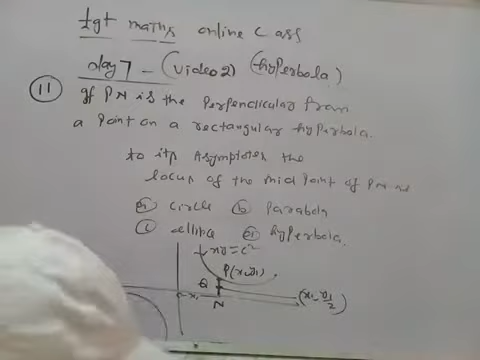 tgt maths online Class
day 7 - (video 2) (Hyperbola)
(11) If PN is the Perpendicular from
a Point on a rectangular hyperbola
to its Asymptotes the
locus of the mid Point of PN is
(a) circle (b) Parabola
(c) ellipse (d) hyperbola
xy = c²
P(x₁y₁)
Q
x₁
N
(x₁, y₁/2)